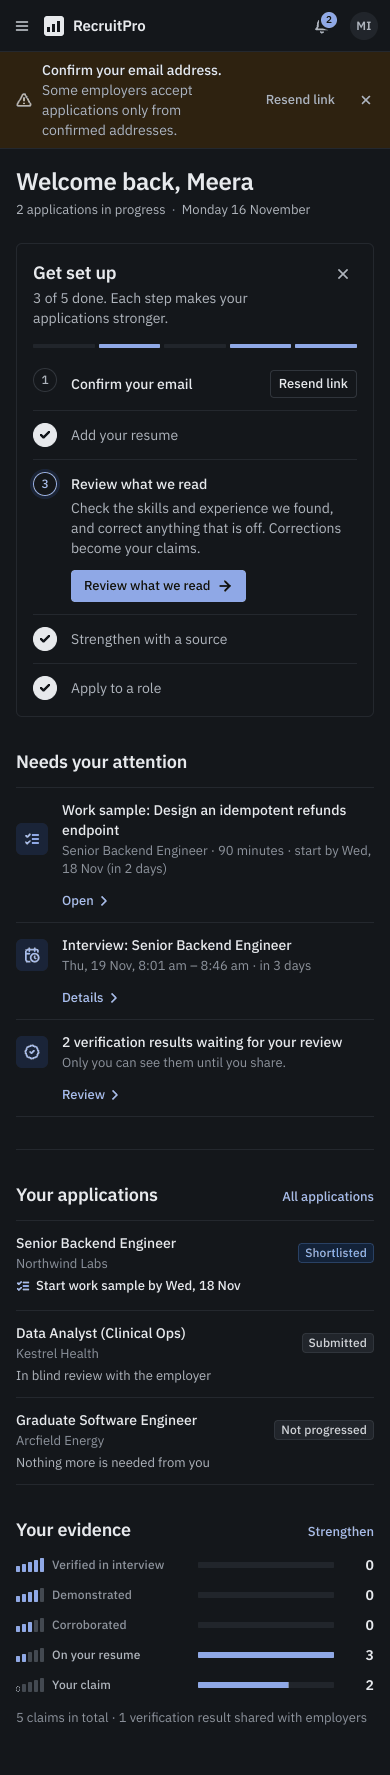 RecruitPro
2
MI
Confirm your email address.
Some employers accept
applications only from
confirmed addresses.
Resend link
Welcome back, Meera
2 applications in progress · Monday 16 November
Get set up
3 of 5 done. Each step makes your
applications stronger.
1
Confirm your email
Resend link
Add your resume
3
Review what we read
Check the skills and experience we found,
and correct anything that is off. Corrections
become your claims.
Review what we read
Strengthen with a source
Apply to a role
Needs your attention
Work sample: Design an idempotent refunds
endpoint
Senior Backend Engineer · 90 minutes · start by Wed,
18 Nov (in 2 days)
Open
Interview: Senior Backend Engineer
Thu, 19 Nov, 8:01 am – 8:46 am · in 3 days
Details
2 verification results waiting for your review
Only you can see them until you share.
Review
Your applications
All applications
Senior Backend Engineer
Northwind Labs
Shortlisted
Start work sample by Wed, 18 Nov
Data Analyst (Clinical Ops)
Kestrel Health
Submitted
In blind review with the employer
Graduate Software Engineer
Arcfield Energy
Not progressed
Nothing more is needed from you
Your evidence
Strengthen
Verified in interview 0
Demonstrated 0
Corroborated 0
On your resume 3
Your claim 2
5 claims in total · 1 verification result shared with employers